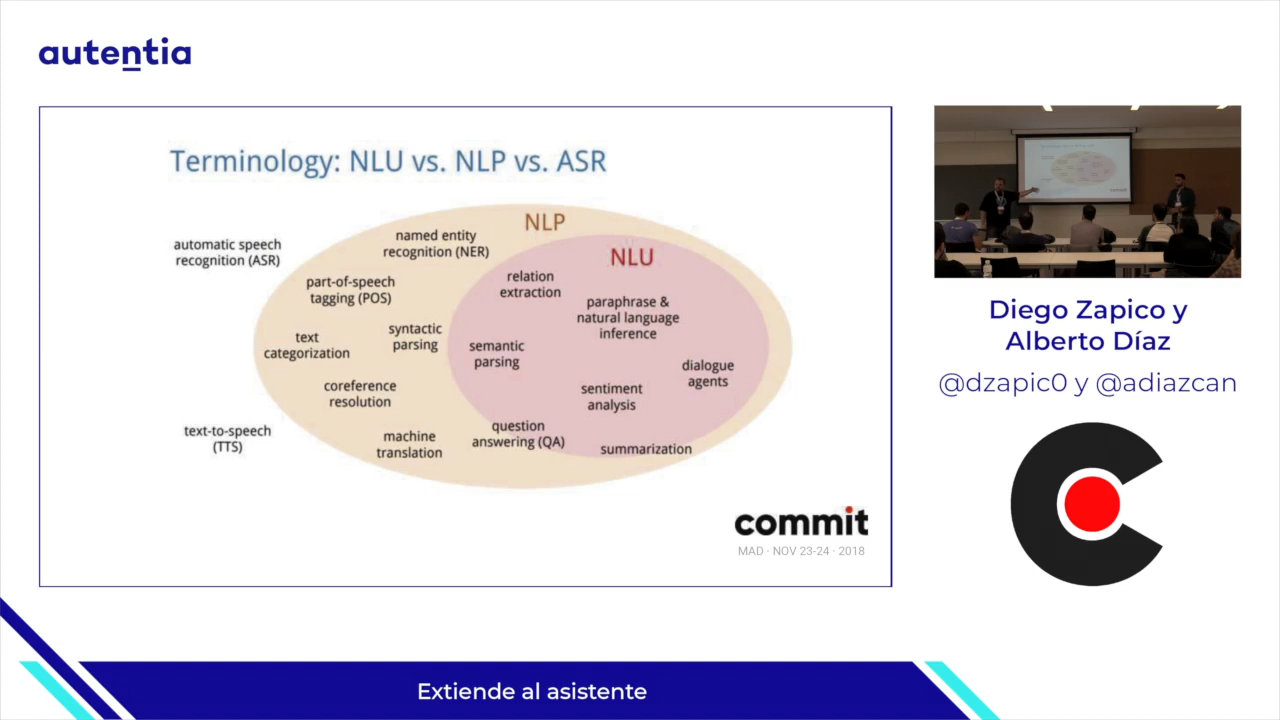 autentia
Terminology: NLU vs. NLP vs. ASR
NLP
NLU
automatic speech
recognition (ASR)
named entity
recognition (NER)
part-of-speech
tagging (POS)
relation
extraction
paraphrase &
natural language
inference
text
categorization
syntactic
parsing
semantic
parsing
dialogue
agents
coreference
resolution
sentiment
analysis
text-to-speech
(TTS)
machine
translation
question
answering (QA)
summarization
commit
MAD · NOV 23-24 · 2018
Diego Zapico y
Alberto Díaz
@dzapic0 y @adiazcan
Extiende al asistente